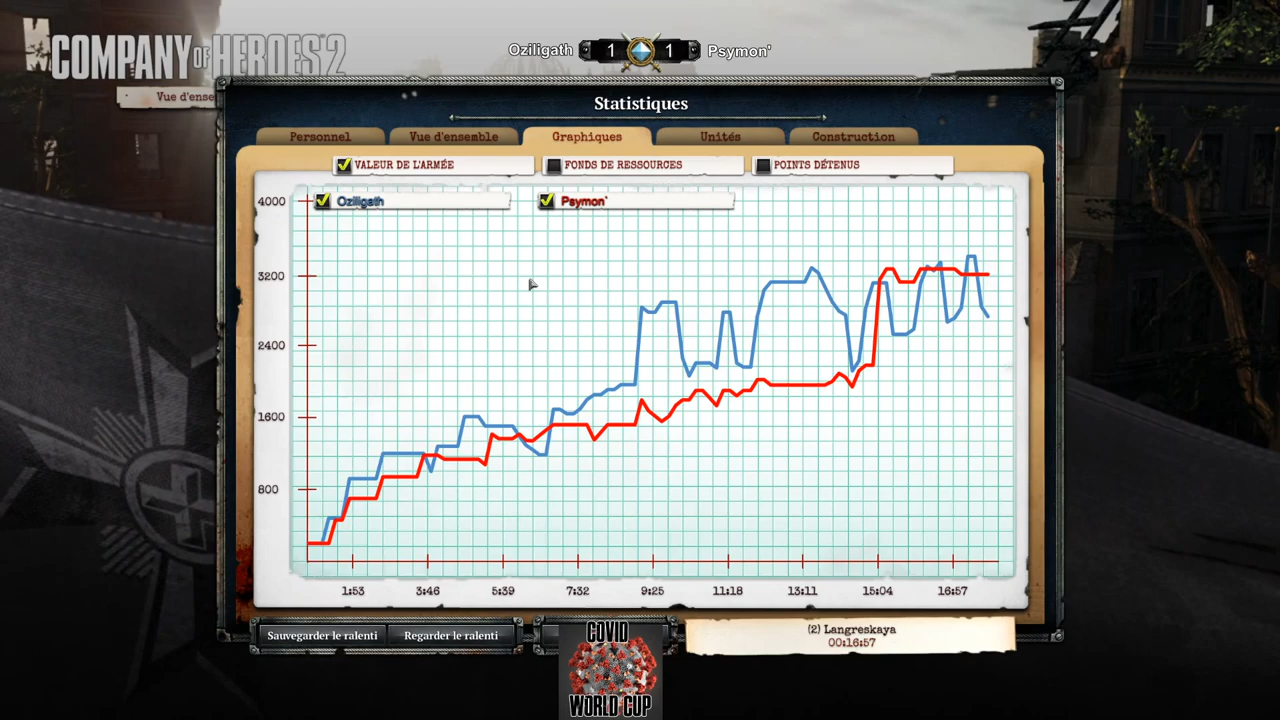 COMPANY OF HEROES 2
Oziligath 1 1 Psymon'
Vue d'ense
Statistiques
Personnel Vue d'ensemble Graphiques Unités Construction
VALEUR DE L'ARMÉE FONDS DE RESSOURCES POINTS DÉTENUS
Oziligath Psymon'
4000
3200
2400
1600
800
1:53 3:46 5:39 7:32 9:25 11:18 13:11 15:04 16:57
Sauvegarder le ralenti Regarder le ralenti
(2) Langreskaya
00:16:57
COVID
WORLD CUP